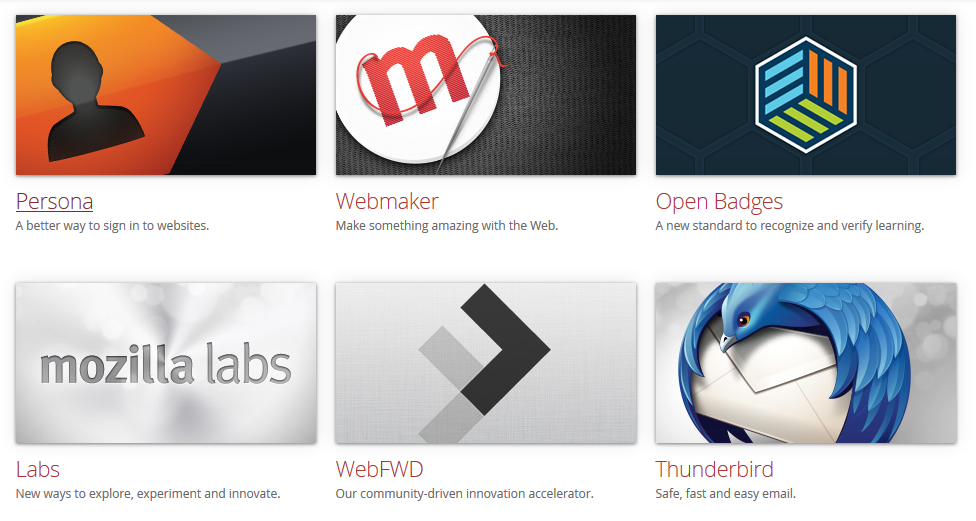 m
Persona
A better way to sign in to websites.
Webmaker
Make something amazing with the Web.
Open Badges
A new standard to recognize and verify learning.
mozilla labs
Labs
New ways to explore, experiment and innovate.
WebFWD
Our community-driven innovation accelerator.
Thunderbird
Safe, fast and easy email.